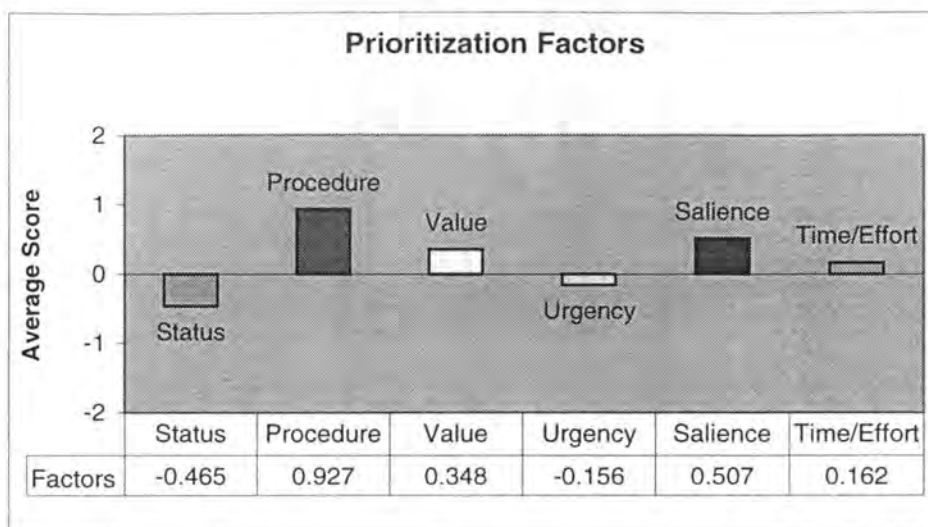 Prioritization Factors
Average Score
2
1
0
-1
-2
Procedure
Value
Salience
Time/Effort
Status
Urgency
Status Procedure Value Urgency Salience Time/Effort
Factors -0.465 0.927 0.348 -0.156 0.507 0.162